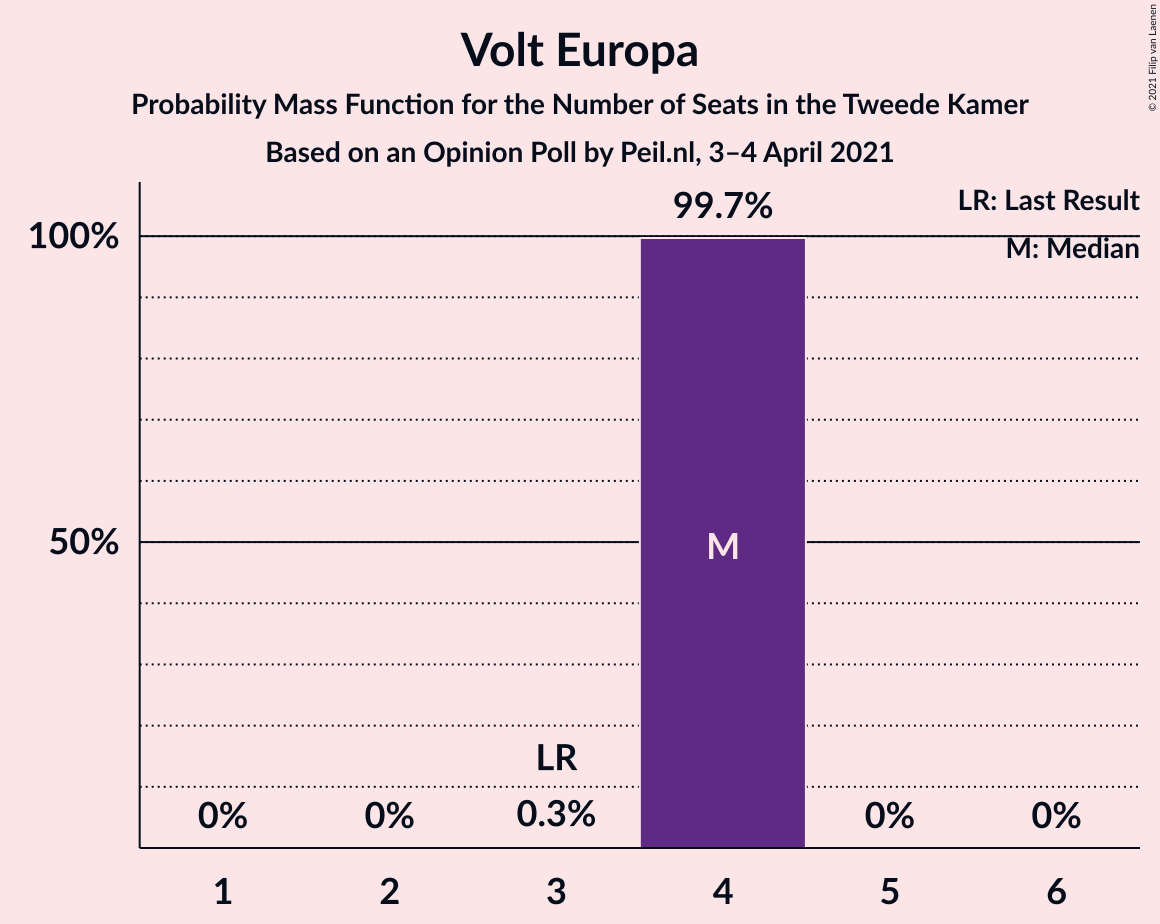 Volt Europa
Probability Mass Function for the Number of Seats in the Tweede Kamer
Based on an Opinion Poll by Peil.nl, 3–4 April 2021
© 2021 Filip van Laenen
LR: Last Result
M: Median
99.7%
100%
50%
M
LR
0% 0% 0.3% 0% 0%
1 2 3 4 5 6